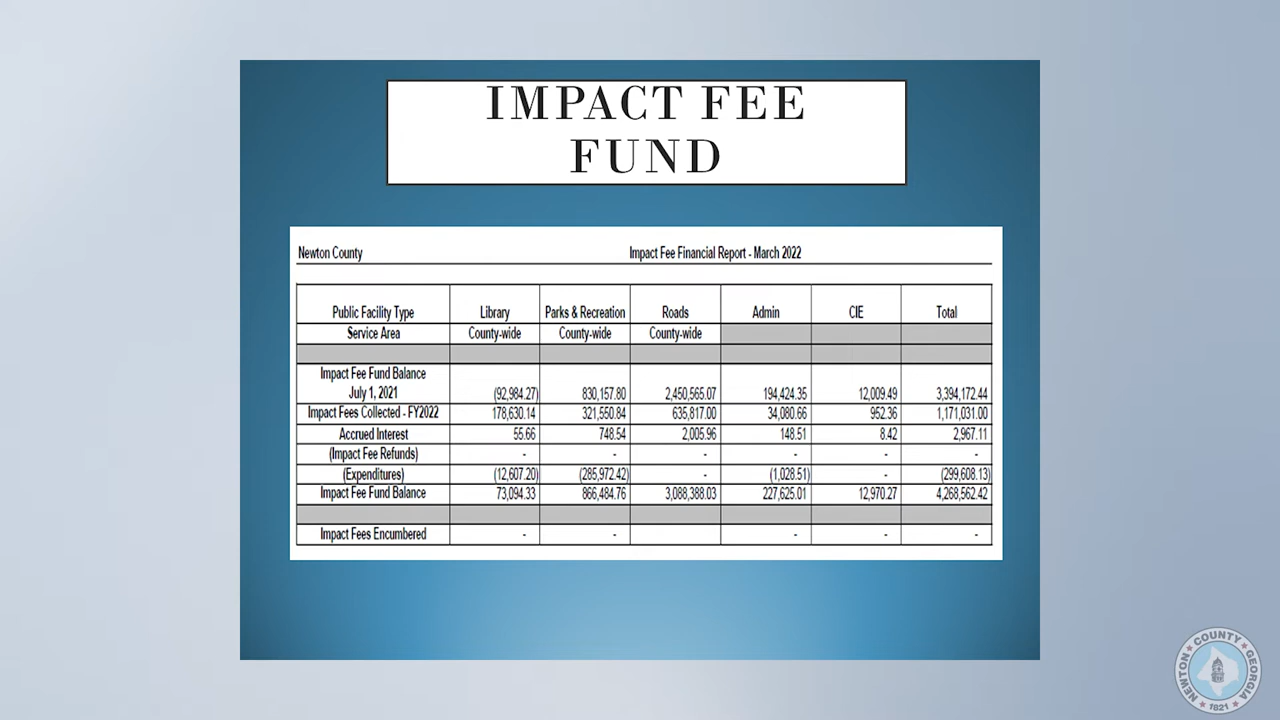 IMPACT FEE
FUND
Newton County Impact Fee Financial Report - March 2022
Public Facility Type Library Parks & Recreation Roads Admin CIE Total
Service Area County-wide County-wide County-wide
Impact Fee Fund Balance
July 1, 2021 (92,984.27) 830,157.80 2,450,565.07 194,424.35 12,009.49 3,394,172.44
Impact Fees Collected - FY2022 178,630.14 321,550.84 635,817.00 34,080.66 952.36 1,171,031.00
Accrued Interest 55.66 748.54 2,005.96 148.51 8.42 2,967.11
(Impact Fee Refunds) - - - - - -
(Expenditures) (12,607.20) (285,972.42) - (1,028.51) - (299,608.13)
Impact Fee Fund Balance 73,094.33 866,484.76 3,088,388.03 227,625.01 12,970.27 4,268,562.42
Impact Fees Encumbered - - - - -
NEWTON COUNTY GEORGIA
1821